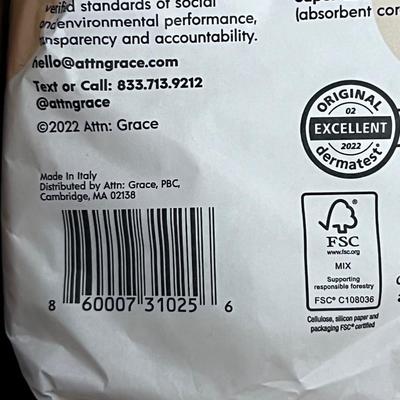 verified standards of social
and environmental performance,
transparency and accountability.
hello@attngrace.com
Text or Call: 833.713.9212
@attngrace
©2022 Attn: Grace
Made In Italy
Distributed by Attn: Grace, PBC,
Cambridge, MA 02138
8 60007 31025 6
(absorbent
ORIGINAL
02
EXCELLENT
2022
dermatest®
FSC
www.fsc.org
MIX
Supporting
responsible forestry
FSC® C108036
Cellulose, silicon paper and
packaging FSC® certified